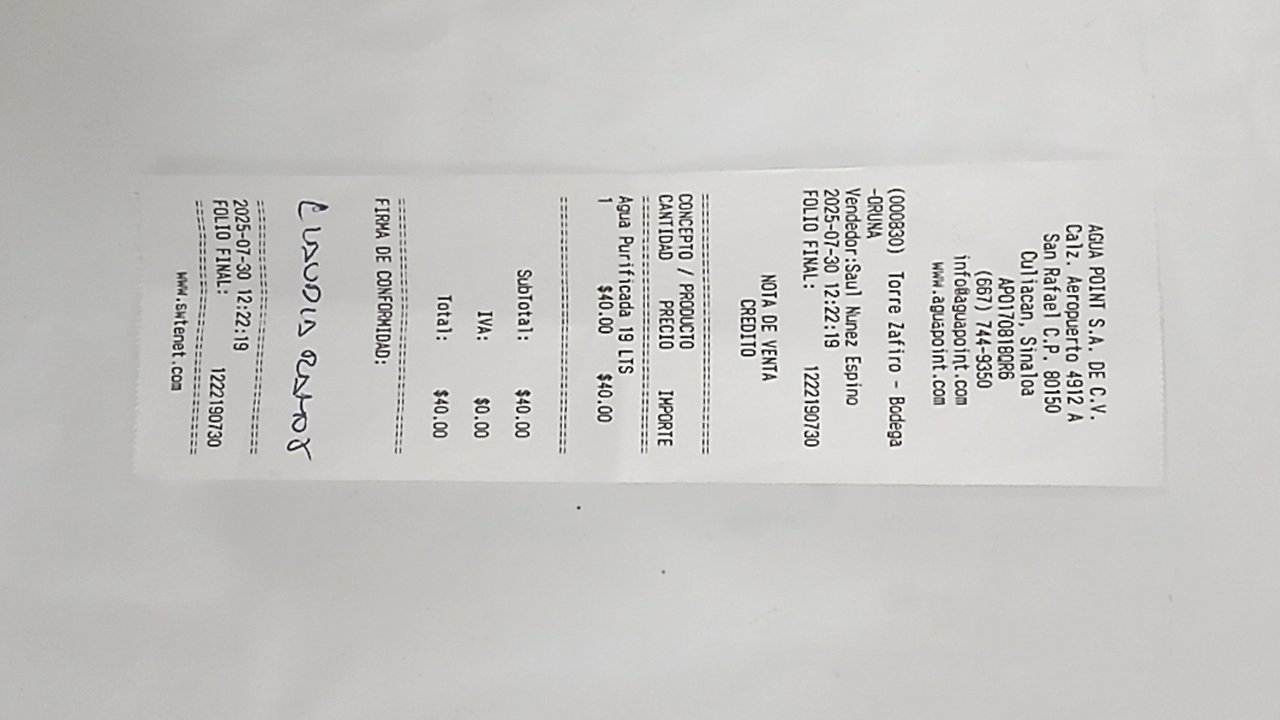 AGUA POINT S.A. DE C.V.
Calz. Aeropuerto 4912 A
San Rafael C.P. 80150
Culiacan, Sinaloa
APO170818QR6
(667) 744-9350
info@aguapoint.com
www.aguapoint.com
(000830) Torre Zafiro - Bodega
-ORUNA
Vendedor:Saul Nunez Espino
2025-07-30 12:22:19
FOLIO FINAL: 1222190730
NOTA DE VENTA
CREDITO
==============================
CONCEPTO / PRODUCTO
CANTIDAD PRECIO IMPORTE
==============================
Agua Purificada 19 LTS
1 $40.00 $40.00
==============================
SubTotal: $40.00
IVA: $0.00
Total: $40.00
==============================
FIRMA DE CONFORMIDAD:
CLAUDIA
==============================
2025-07-30 12:22:19
FOLIO FINAL: 1222190730
==============================
www.swtenet.com